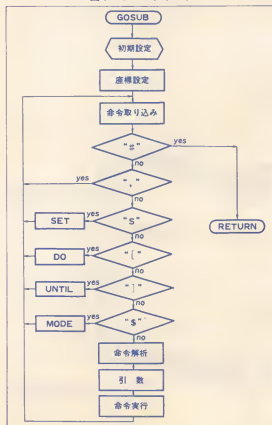 GOSUB
初期設定
座標設定
命令取り込み
yes
no
yes
","
no
SET
yes
"S"
RETURN
no
DO
yes
"["
no
UNTIL
yes
"]"
no
MODE
yes
"$"
no
命令解析
引 数
命令実行